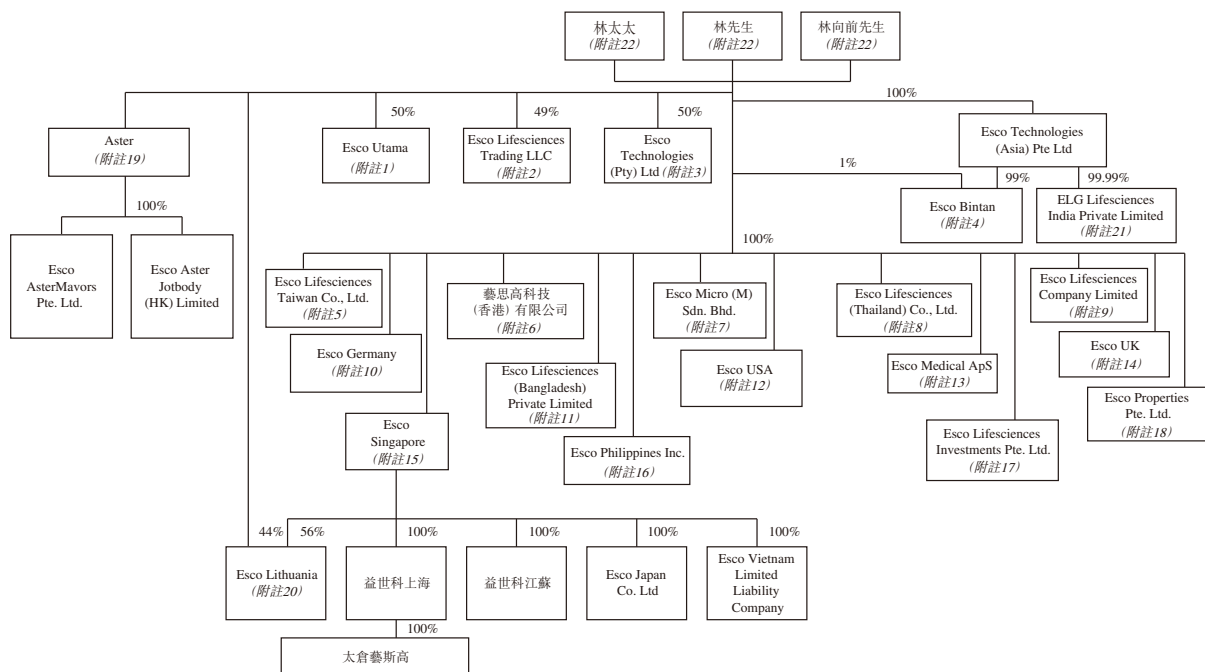 林太太
(附註22)
林先生
(附註22)
林向前先生
(附註22)
100%
50%
49%
50%
Aster
(附註19)
Esco Utama
(附註1)
Esco Lifesciences
Trading LLC
(附註2)
Esco
Technologies
(Pty) Ltd (附註3)
Esco Technologies
(Asia) Pte Ltd
1%
99%
99.99%
Esco Bintan
(附註4)
ELG Lifesciences
India Private Limited
(附註21)
100%
Esco
AsterMavors
Pte. Ltd.
Esco Aster
Jotbody
(HK) Limited
100%
Esco Lifesciences
Taiwan Co., Ltd.
(附註5)
藝思高科技
(香港) 有限公司
(附註6)
Esco Micro (M)
Sdn. Bhd.
(附註7)
Esco Lifesciences
(Thailand) Co., Ltd.
(附註8)
Esco Lifesciences
Company Limited
(附註9)
Esco Germany
(附註10)
Esco Lifesciences
(Bangladesh)
Private Limited
(附註11)
Esco USA
(附註12)
Esco Medical ApS
(附註13)
Esco UK
(附註14)
Esco
Singapore
(附註15)
Esco Philippines Inc.
(附註16)
Esco Lifesciences
Investments Pte. Ltd.
(附註17)
Esco Properties
Pte. Ltd.
(附註18)
44%
56%
100%
100%
100%
100%
Esco Lithuania
(附註20)
益世科上海
益世科江蘇
Esco Japan
Co. Ltd
Esco Vietnam
Limited
Liability
Company
100%
太倉藝斯高